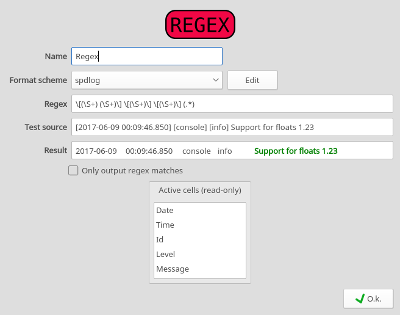 REGEX
Name Regex
Format scheme spdlog Edit
Regex \[(\S+) (\S+)\] \[(\S+)\] \[(\S+)\] (.*)
Test source [2017-06-09 00:09:46.850] [console] [info] Support for floats 1.23
Result 2017-06-09 00:09:46.850 console info Support for floats 1.23
Only output regex matches
Active cells (read-only)
Date
Time
Id
Level
Message
O.k.